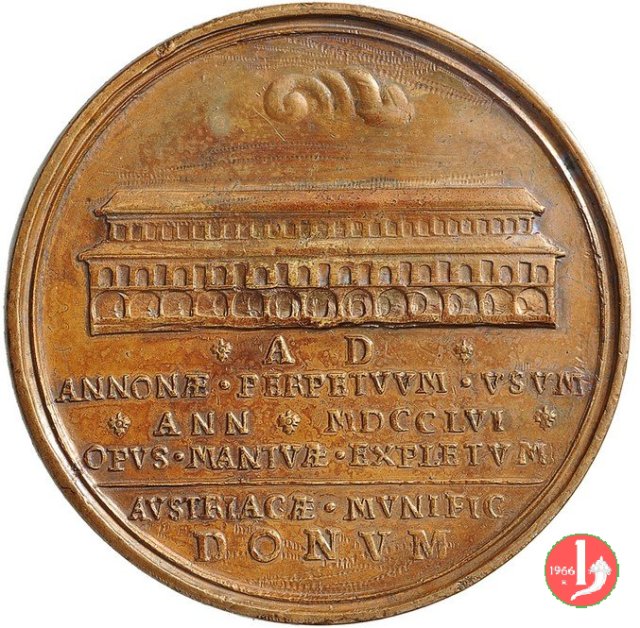 A D
ANNONÆ · PERPETVVM · VSVM
ANN MDCCLVI
OPVS · MANTVÆ · EXPLETVM
AVSTRIACÆ · MVNIFIC
DONVM
1966